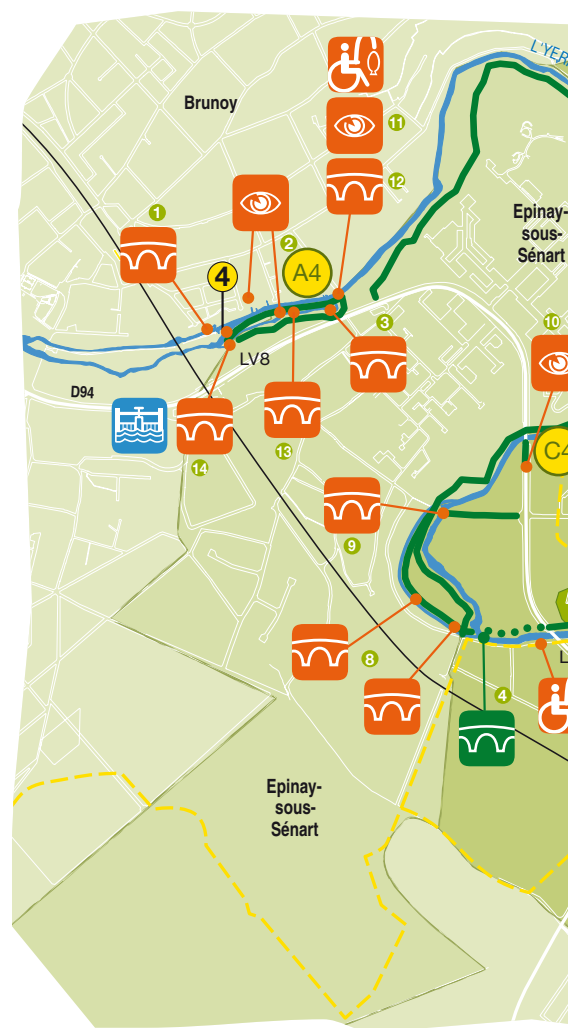 L'YER
Brunoy
11
12
Epinay-
sous-
Sénart
1
2
4
A4
3
10
LV8
D94
C4
14
13
9
8
L
4
Epinay-
sous-
Sénart